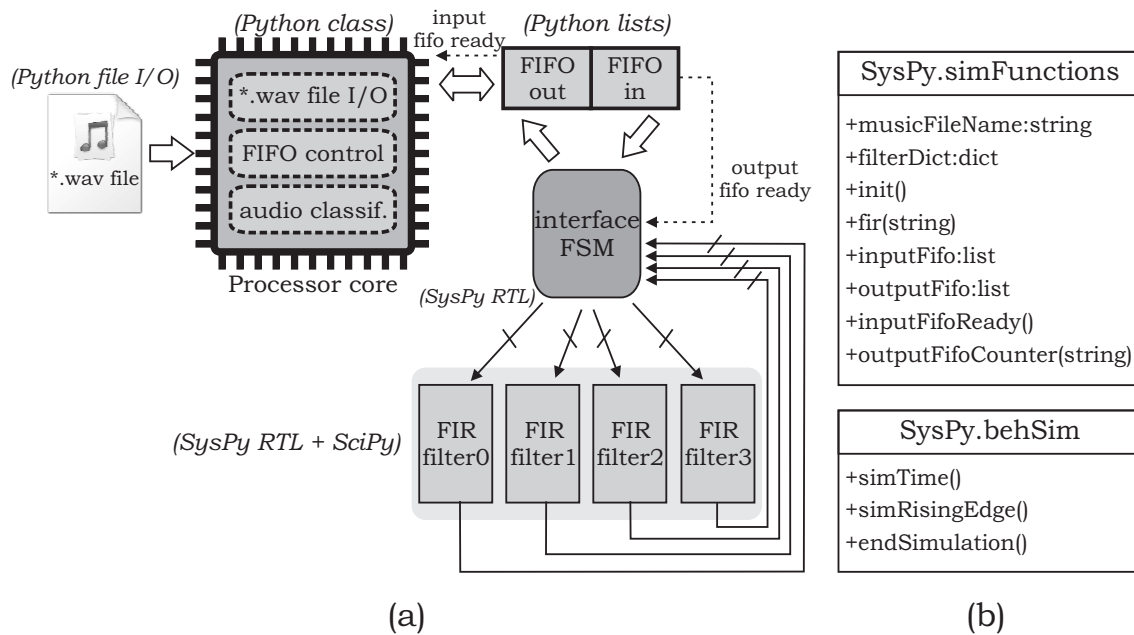 (Python class)
input
fifo ready
(Python lists)
(Python file I/O)
*.wav file
*.wav file I/O
FIFO control
audio classif.
Processor core
FIFO
out
FIFO
in
output
fifo ready
interface
FSM
(SysPy RTL)
(SysPy RTL + SciPy)
FIR
filter0
FIR
filter1
FIR
filter2
FIR
filter3
(a)
SysPy.simFunctions
+musicFileName:string
+filterDict:dict
+init()
+fir(string)
+inputFifo:list
+outputFifo:list
+inputFifoReady()
+outputFifoCounter(string)
SysPy.behSim
+simTime()
+simRisingEdge()
+endSimulation()
(b)